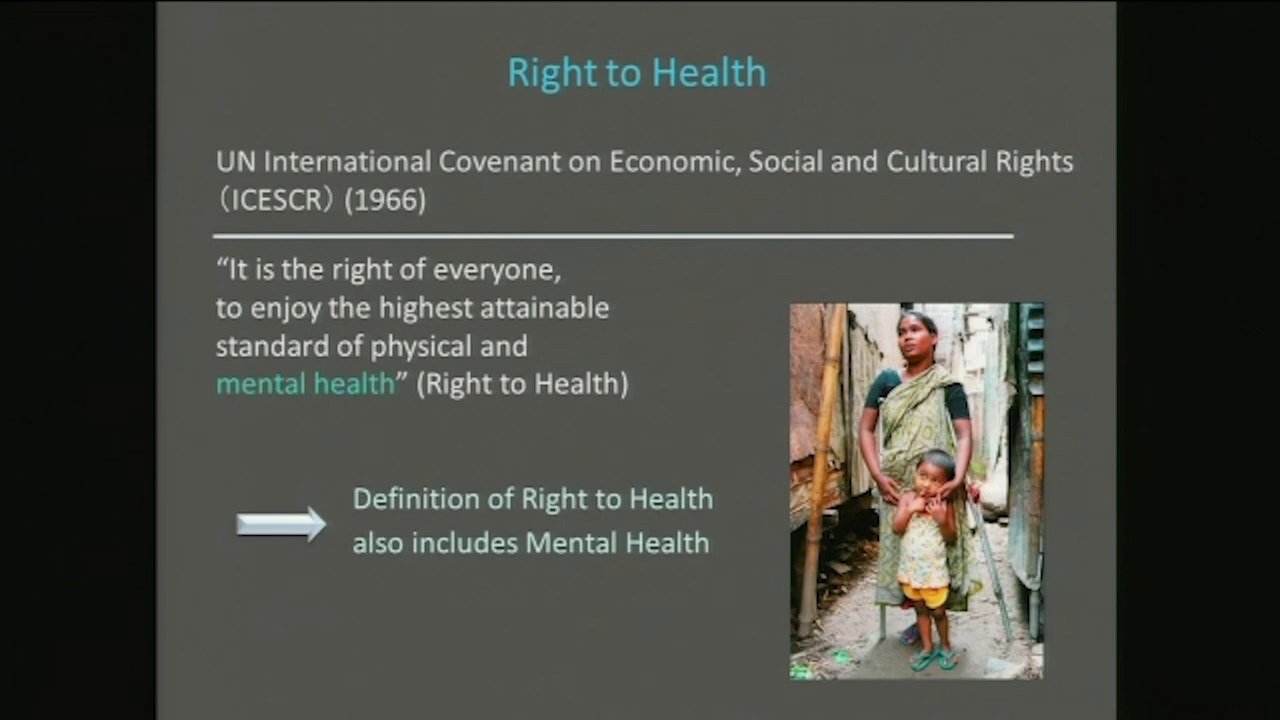 Right to Health
UN International Covenant on Economic, Social and Cultural Rights
（ICESCR）(1966)
“It is the right of everyone,
to enjoy the highest attainable
standard of physical and
mental health” (Right to Health)
Definition of Right to Health
also includes Mental Health